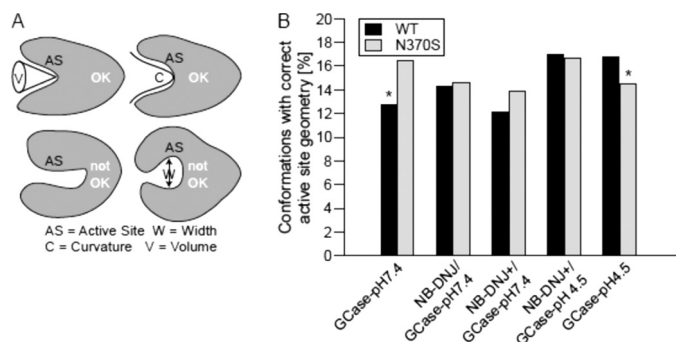 A
AS
V
OK
AS
C
OK
AS
not
OK
AS
W
not
OK
AS = Active Site W = Width
C = Curvature V = Volume
B
Conformations with correct
active site geometry [%]
20
18
16
14
12
10
8
6
4
2
0
WT
N370S
*
*
GCase-pH7.4
NB-DNJ/
GCase-pH7.4
NB-DNJ+/
GCase-pH7.4
NB-DNJ+/
GCase-pH 4.5
GCase-pH4.5